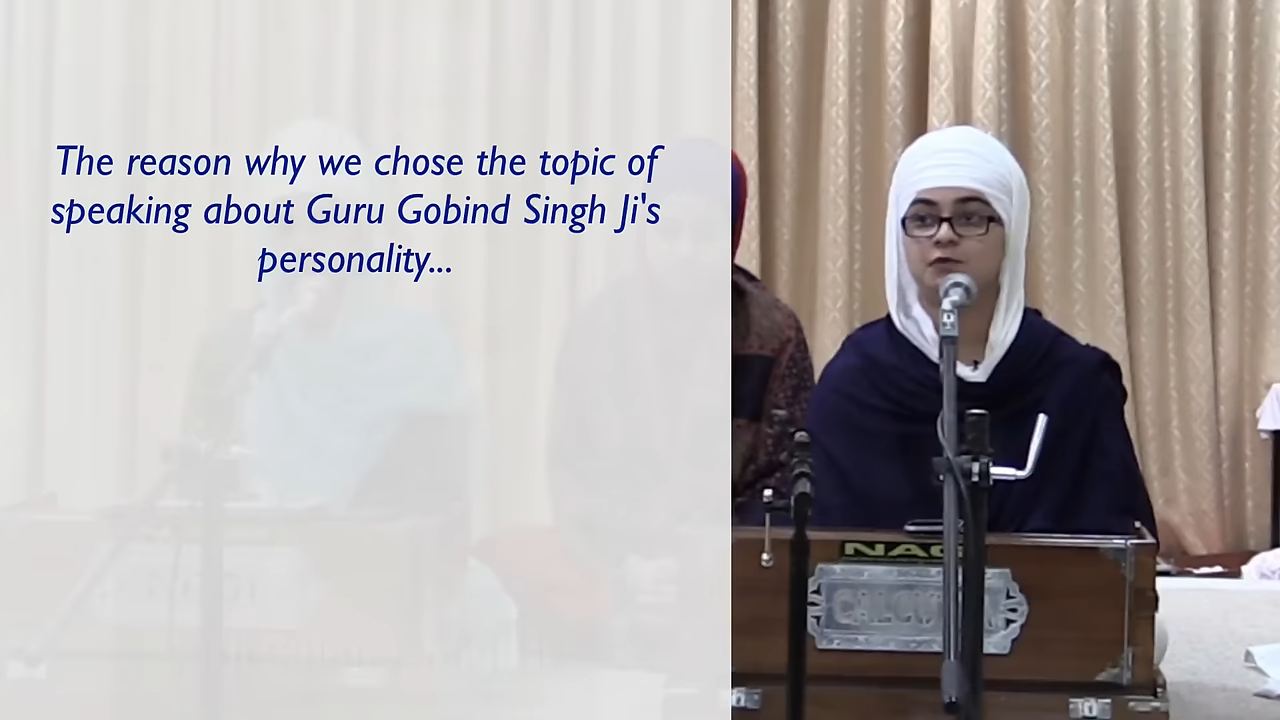 The reason why we chose the topic of
speaking about Guru Gobind Singh Ji's
personality...